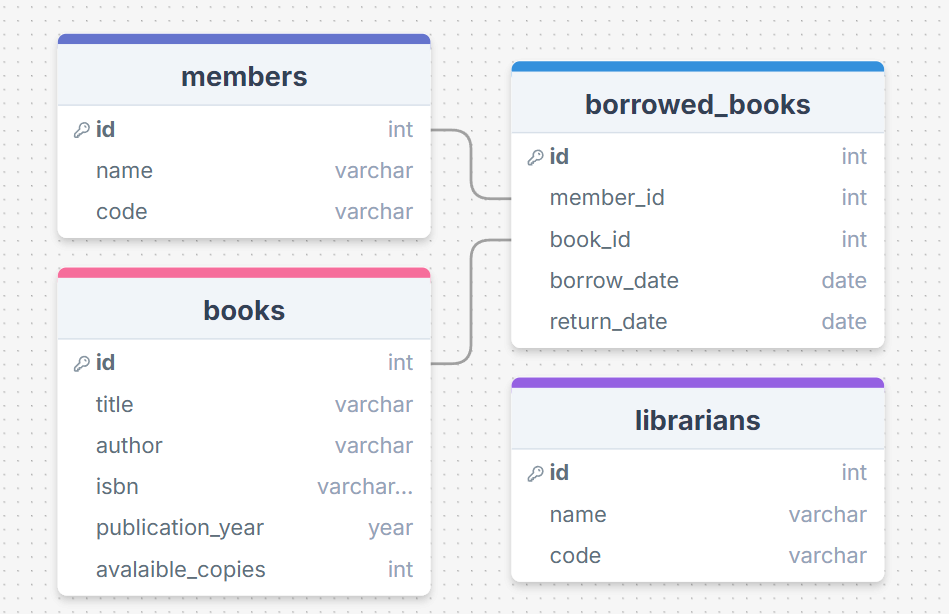 members
id int
name varchar
code varchar
books
id int
title varchar
author varchar
isbn varchar...
publication_year year
avalaible_copies int
borrowed_books
id int
member_id int
book_id int
borrow_date date
return_date date
librarians
id int
name varchar
code varchar